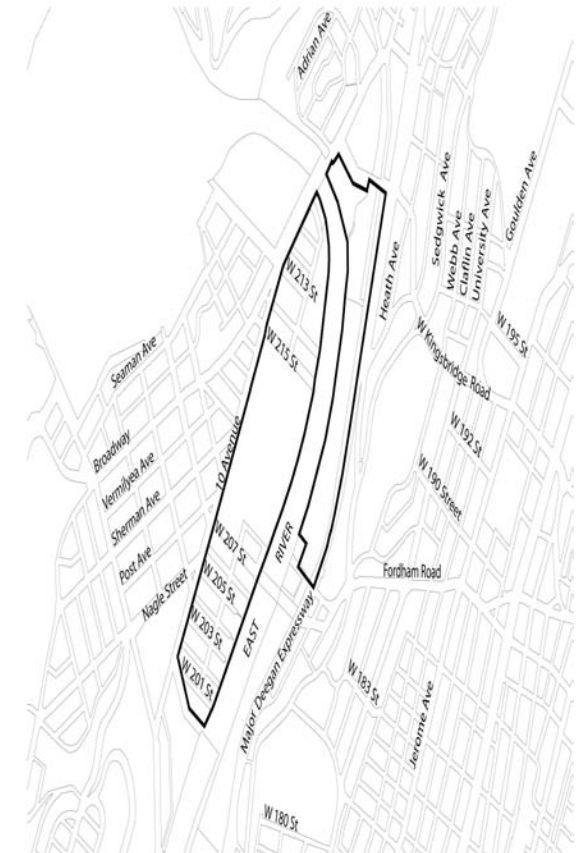 Adrian Ave
Goulden Ave
Sedgwick Ave
Webb Ave
Claflin Ave
University Ave
Heath Ave
W 213 St
W 195 St
W 215 St
W Kingsbridge Road
Seaman Ave
W 192 St
Broadway
10 Avenue
Vermilyea Ave
W 190 Street
Sherman Ave
Post Ave
W 207 St
RIVER
Nagle Street
W 205 St
Fordham Road
W 203 St
EAST
W 201 St
Major Deegan Expressway
W 183 St
Jerome Ave
W 180 St